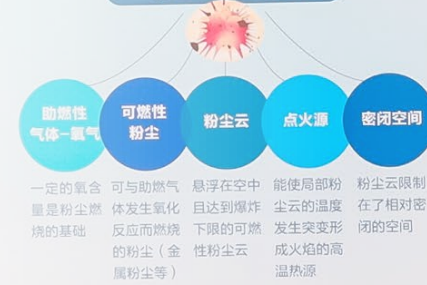 助燃性
气体-氧气
可燃性
粉尘
粉尘云
点火源
密闭空间
一定的氧含
量是粉尘燃
烧的基础
可与助燃气
体发生氧化
反应而燃烧
的粉尘（金
属粉尘等）
悬浮在空中
且达到爆炸
下限的可燃
性粉尘云
能使局部粉
尘云的温度
发生突变形
成火焰的高
温热源
粉尘云限制
在了相对密
闭的空间